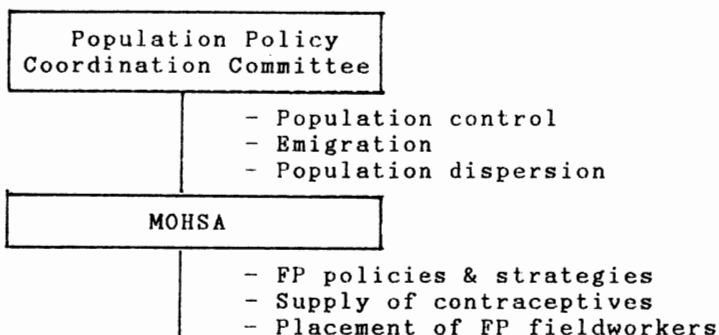 Population Policy
Coordination Committee
- Population control
- Emigration
- Population dispersion
MOHSA
- FP policies & strategies
- Supply of contraceptives
- Placement of FP fieldworkers